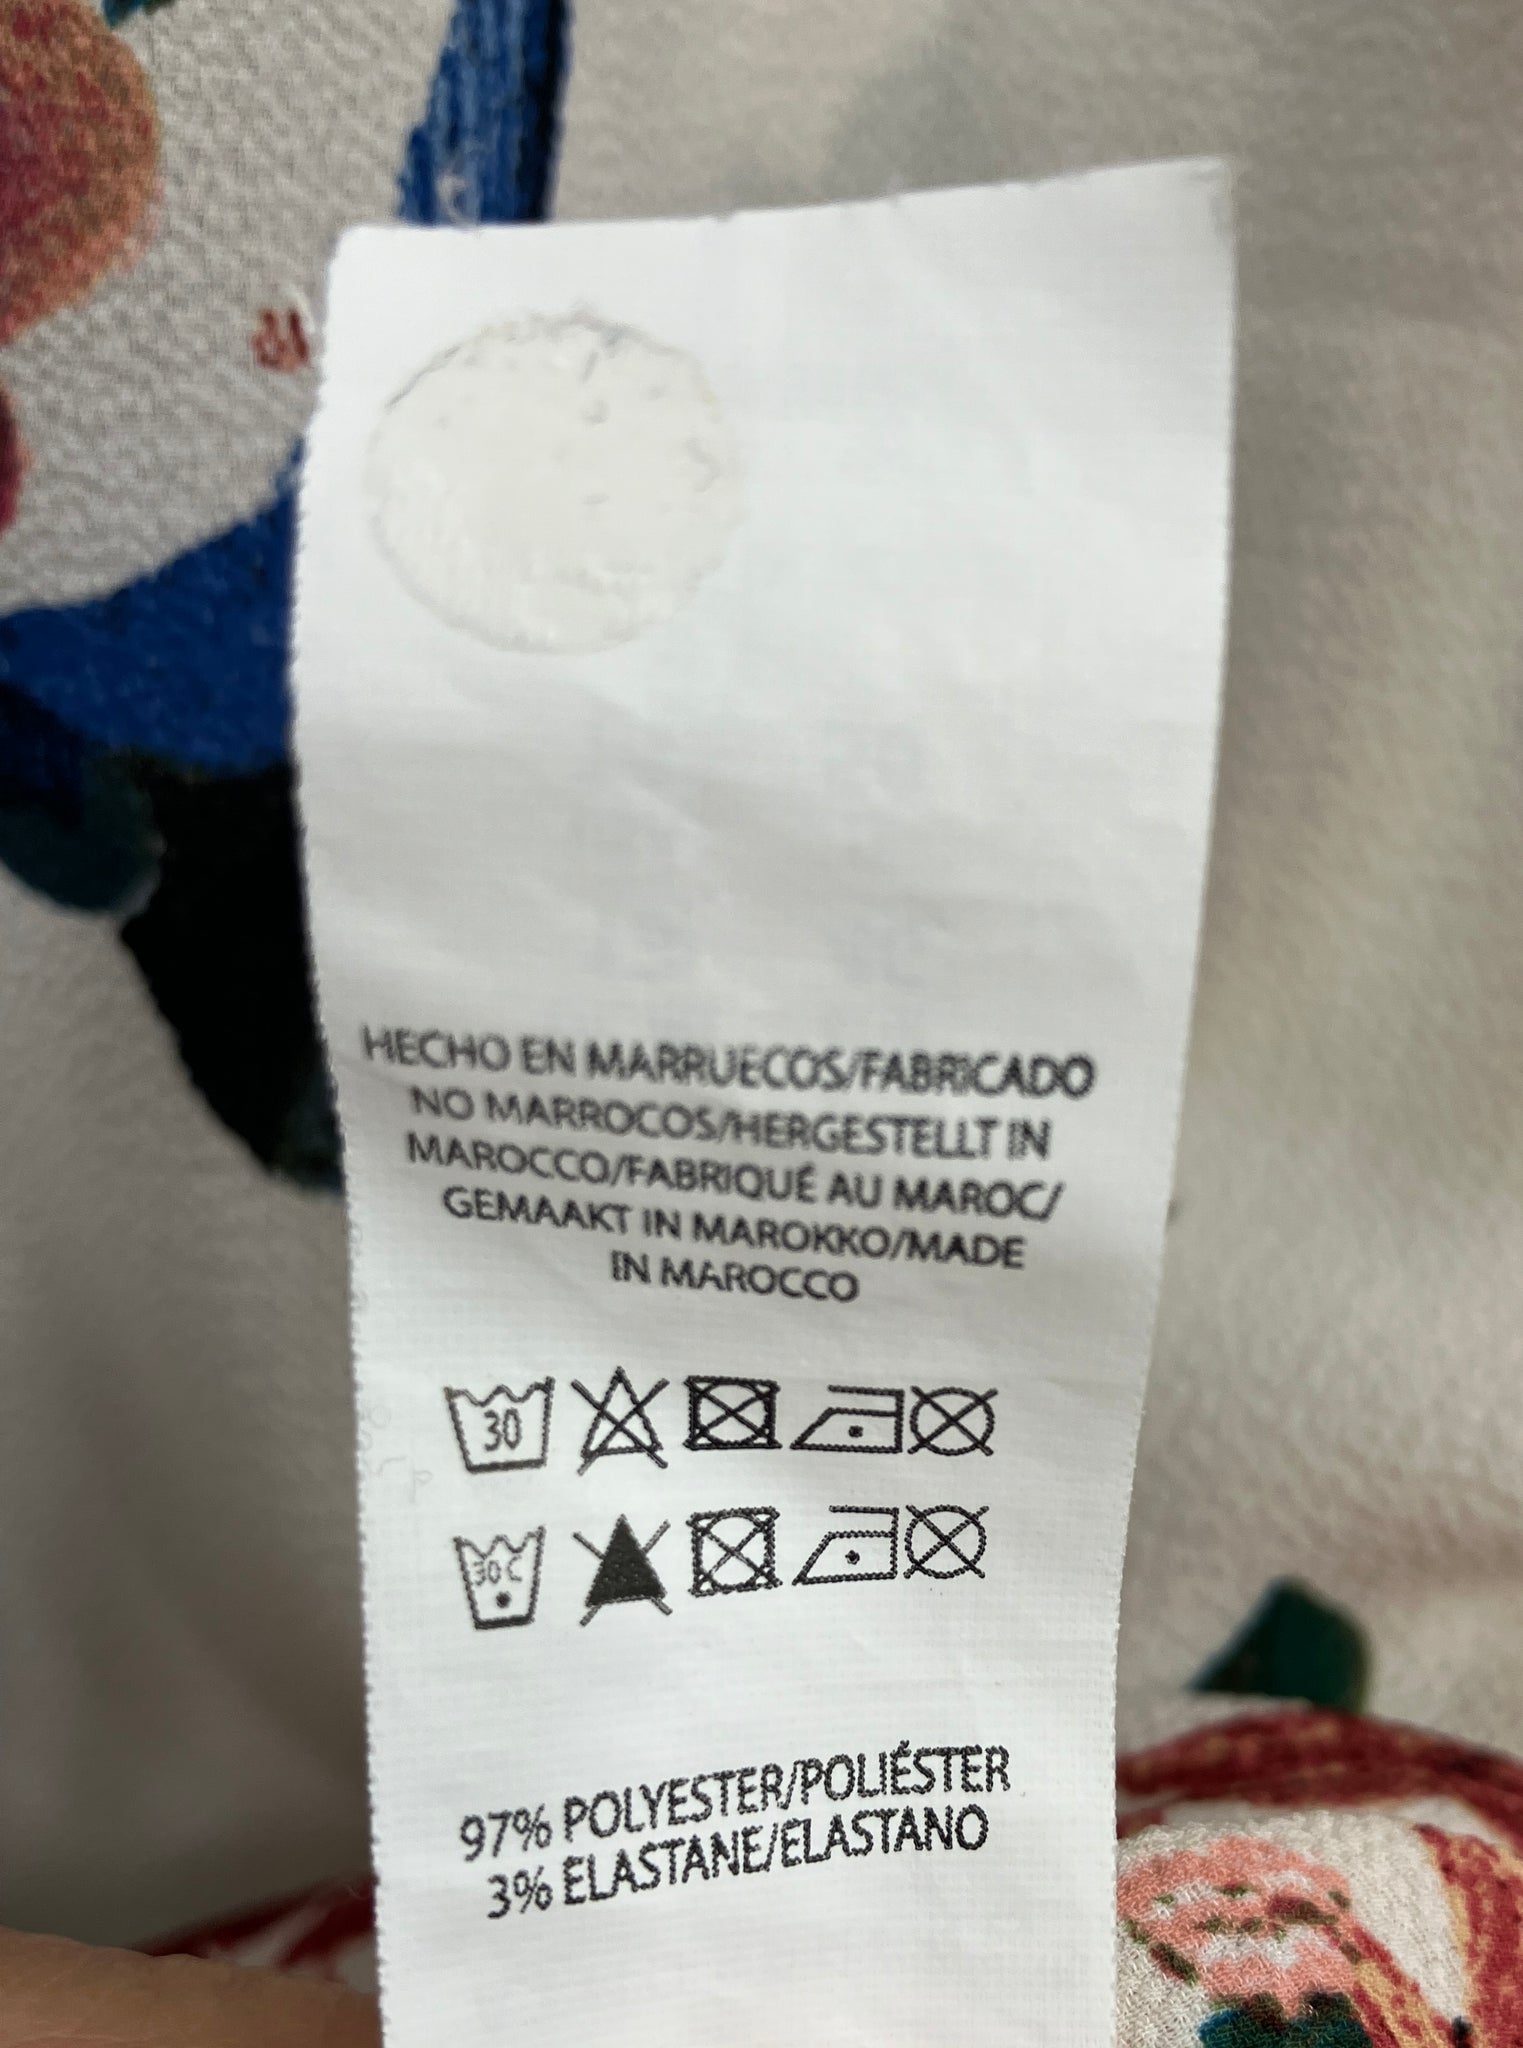 HECHO EN MARRUECOS/FABRICADO
NO MARROCOS/HERGESTELLT IN
MAROCCO/FABRIQUÉ AU MAROC/
GEMAAKT IN MAROKKO/MADE
IN MAROCCO
30
30C
97% POLYESTER/POLIÉSTER
3% ELASTANE/ELASTANO